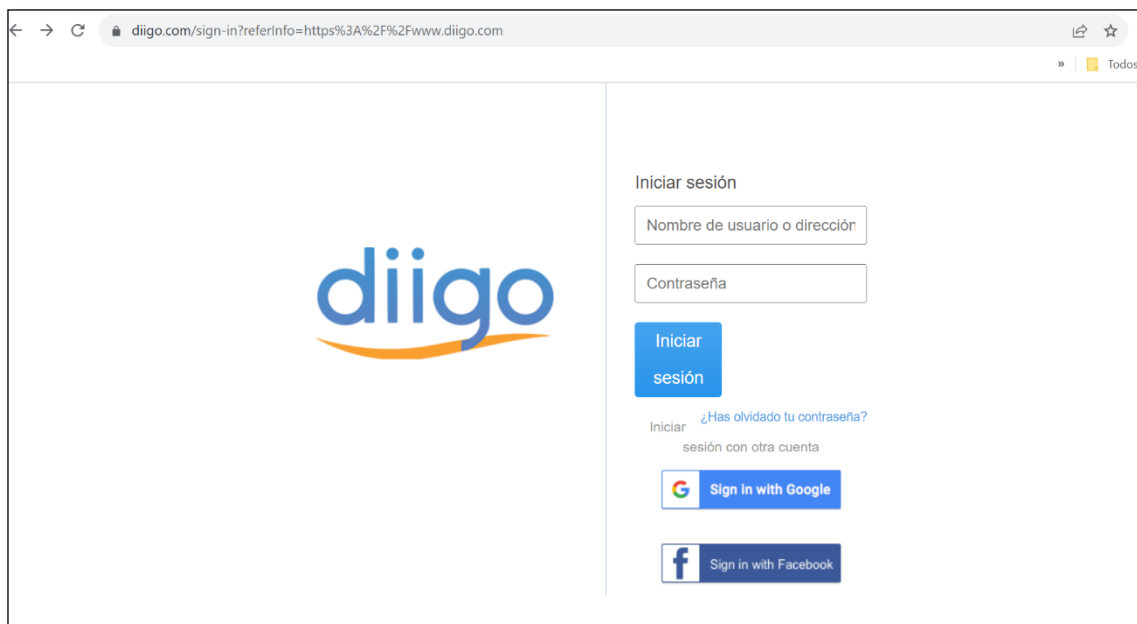 diigo.com/sign-in?referInfo=https%3A%2F%2Fwww.diigo.com
» Todos
Iniciar sesión
Nombre de usuario o dirección
diigo
Contraseña
Iniciar
sesión
¿Has olvidado tu contraseña?
Iniciar
sesión con otra cuenta
G Sign in with Google
f Sign in with Facebook